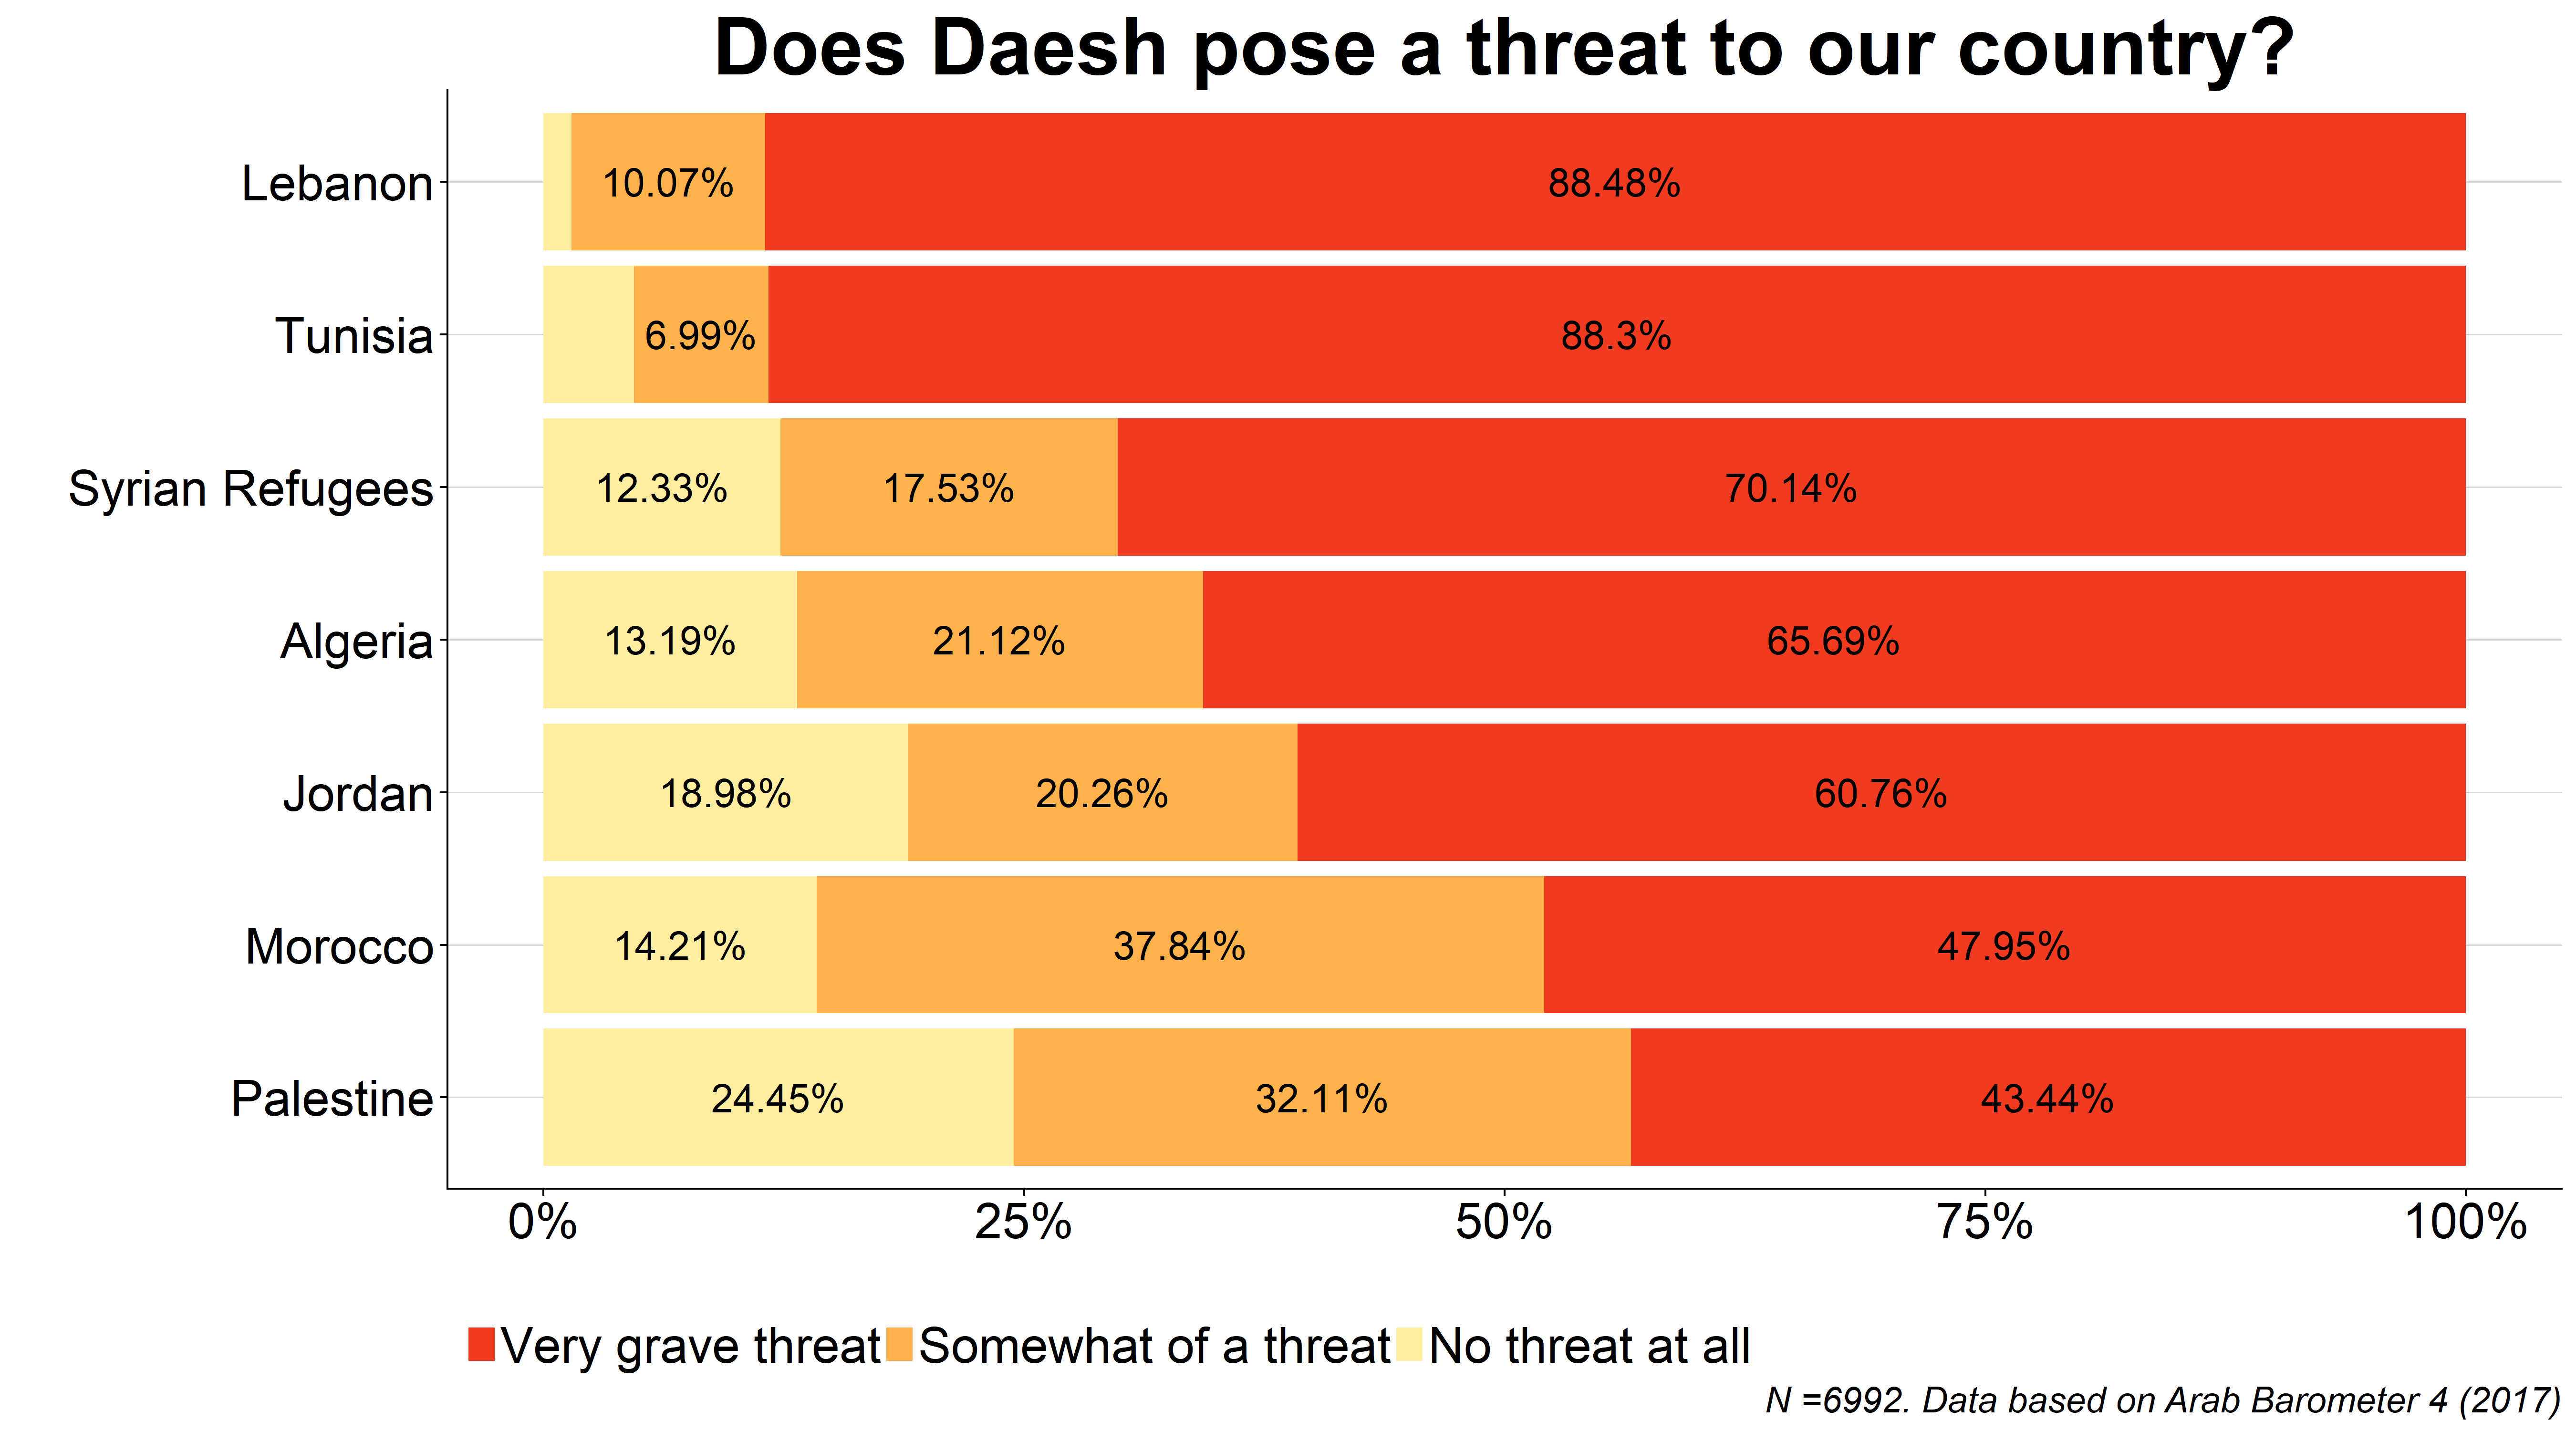 Does Daesh pose a threat to our country?
Lebanon 10.07% 88.48%
Tunisia 6.99% 88.3%
Syrian Refugees 12.33% 17.53% 70.14%
Algeria 13.19% 21.12% 65.69%
Jordan 18.98% 20.26% 60.76%
Morocco 14.21% 37.84% 47.95%
Palestine 24.45% 32.11% 43.44%
0% 25% 50% 75% 100%
Very grave threat Somewhat of a threat No threat at all
N =6992. Data based on Arab Barometer 4 (2017)